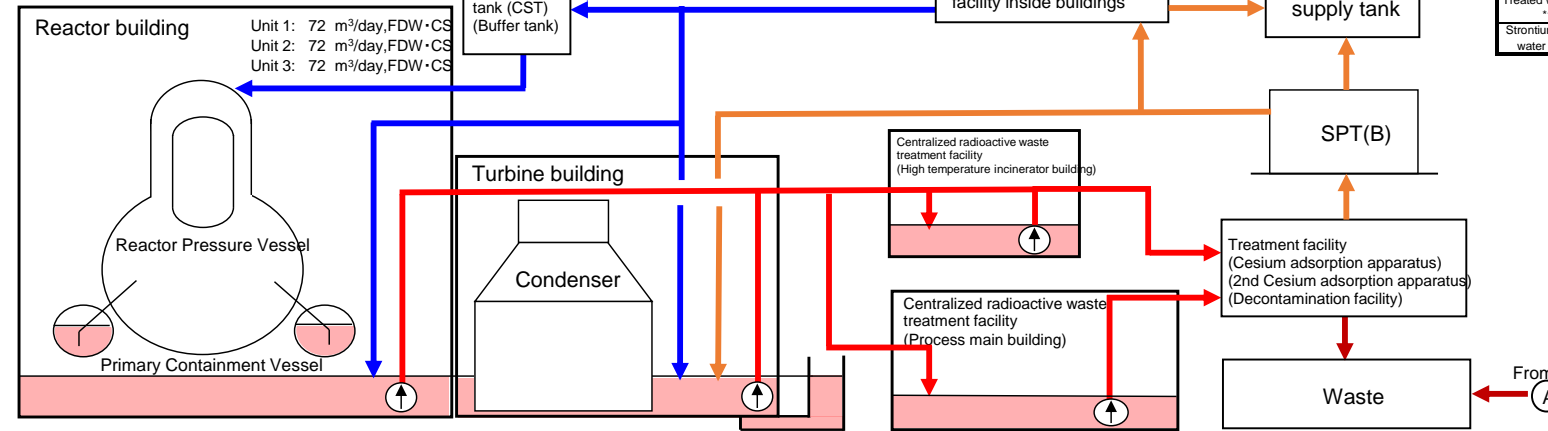 Reactor building
Unit 1: 72 m³/day,FDW・CS
Unit 2: 72 m³/day,FDW・CS
Unit 3: 72 m³/day,FDW・CS
tank (CST)
(Buffer tank)
facility inside buildings
supply tank
Treated
Strontium
water
SPT(B)
Centralized radioactive waste
treatment facility
(High temperature incinerator building)
Turbine building
Reactor Pressure Vessel
Condenser
Treatment facility
(Cesium adsorption apparatus)
(2nd Cesium adsorption apparatus)
(Decontamination facility)
Centralized radioactive waste
treatment facility
(Process main building)
Primary Containment Vessel
Waste
From
A